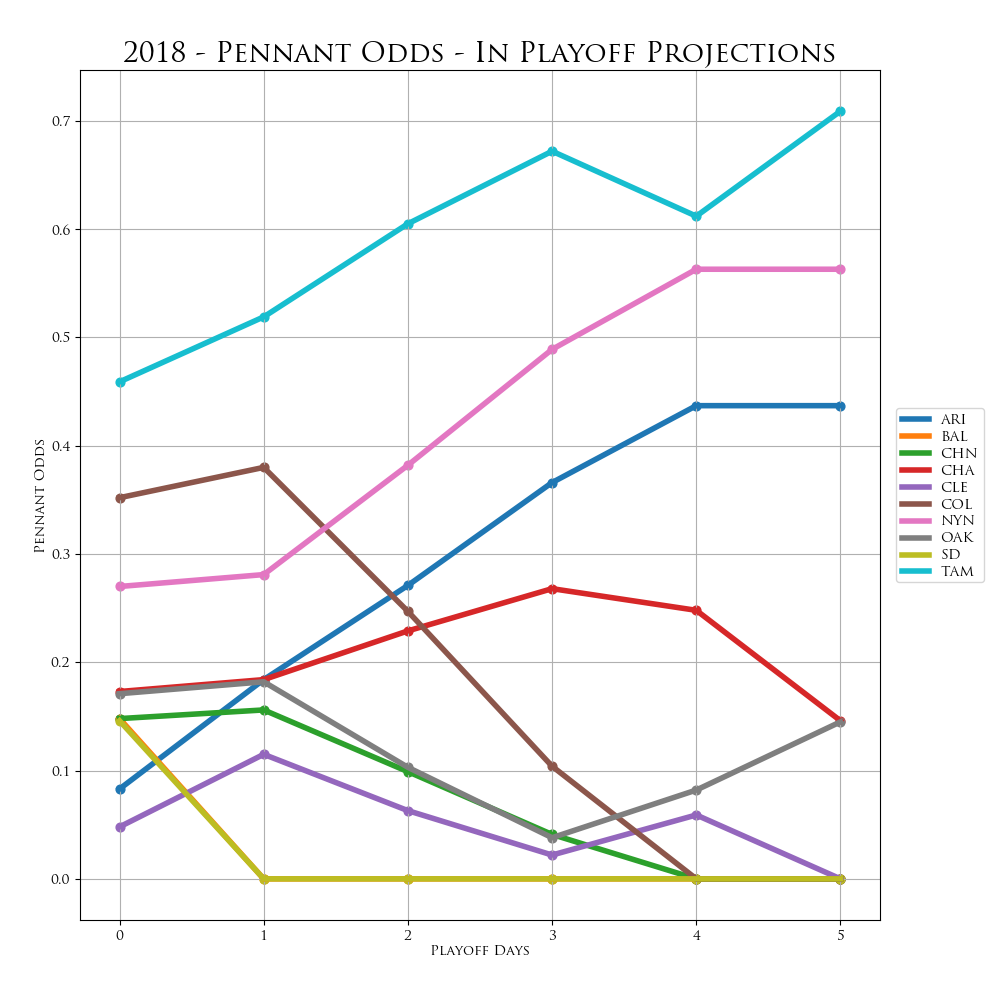 2018 - Pennant Odds - In Playoff Projections
0.7
0.6
0.5
0.4
0.3
0.2
0.1
0.0
Pennant Odds
0 1 2 3 4 5
Playoff Days
ARI
BAL
CHN
CHA
CLE
COL
NYN
OAK
SD
TAM